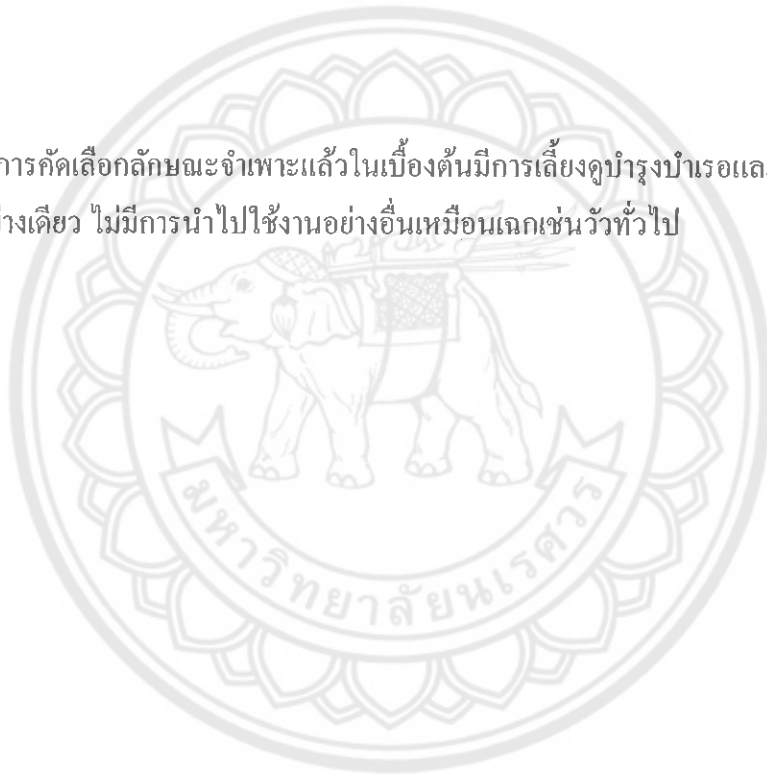 การคัดเลือกลักษณะจำเพาะแล้วในเบื้องต้นมีการเลี้ยงดูบำรุงบำเรอและ
างเดียว ไม่มีการนำไปใช้งานอย่างอื่นเหมือนเฉกเช่นวัวทั่วไป
มหาวิทยาลัยนเรศวร